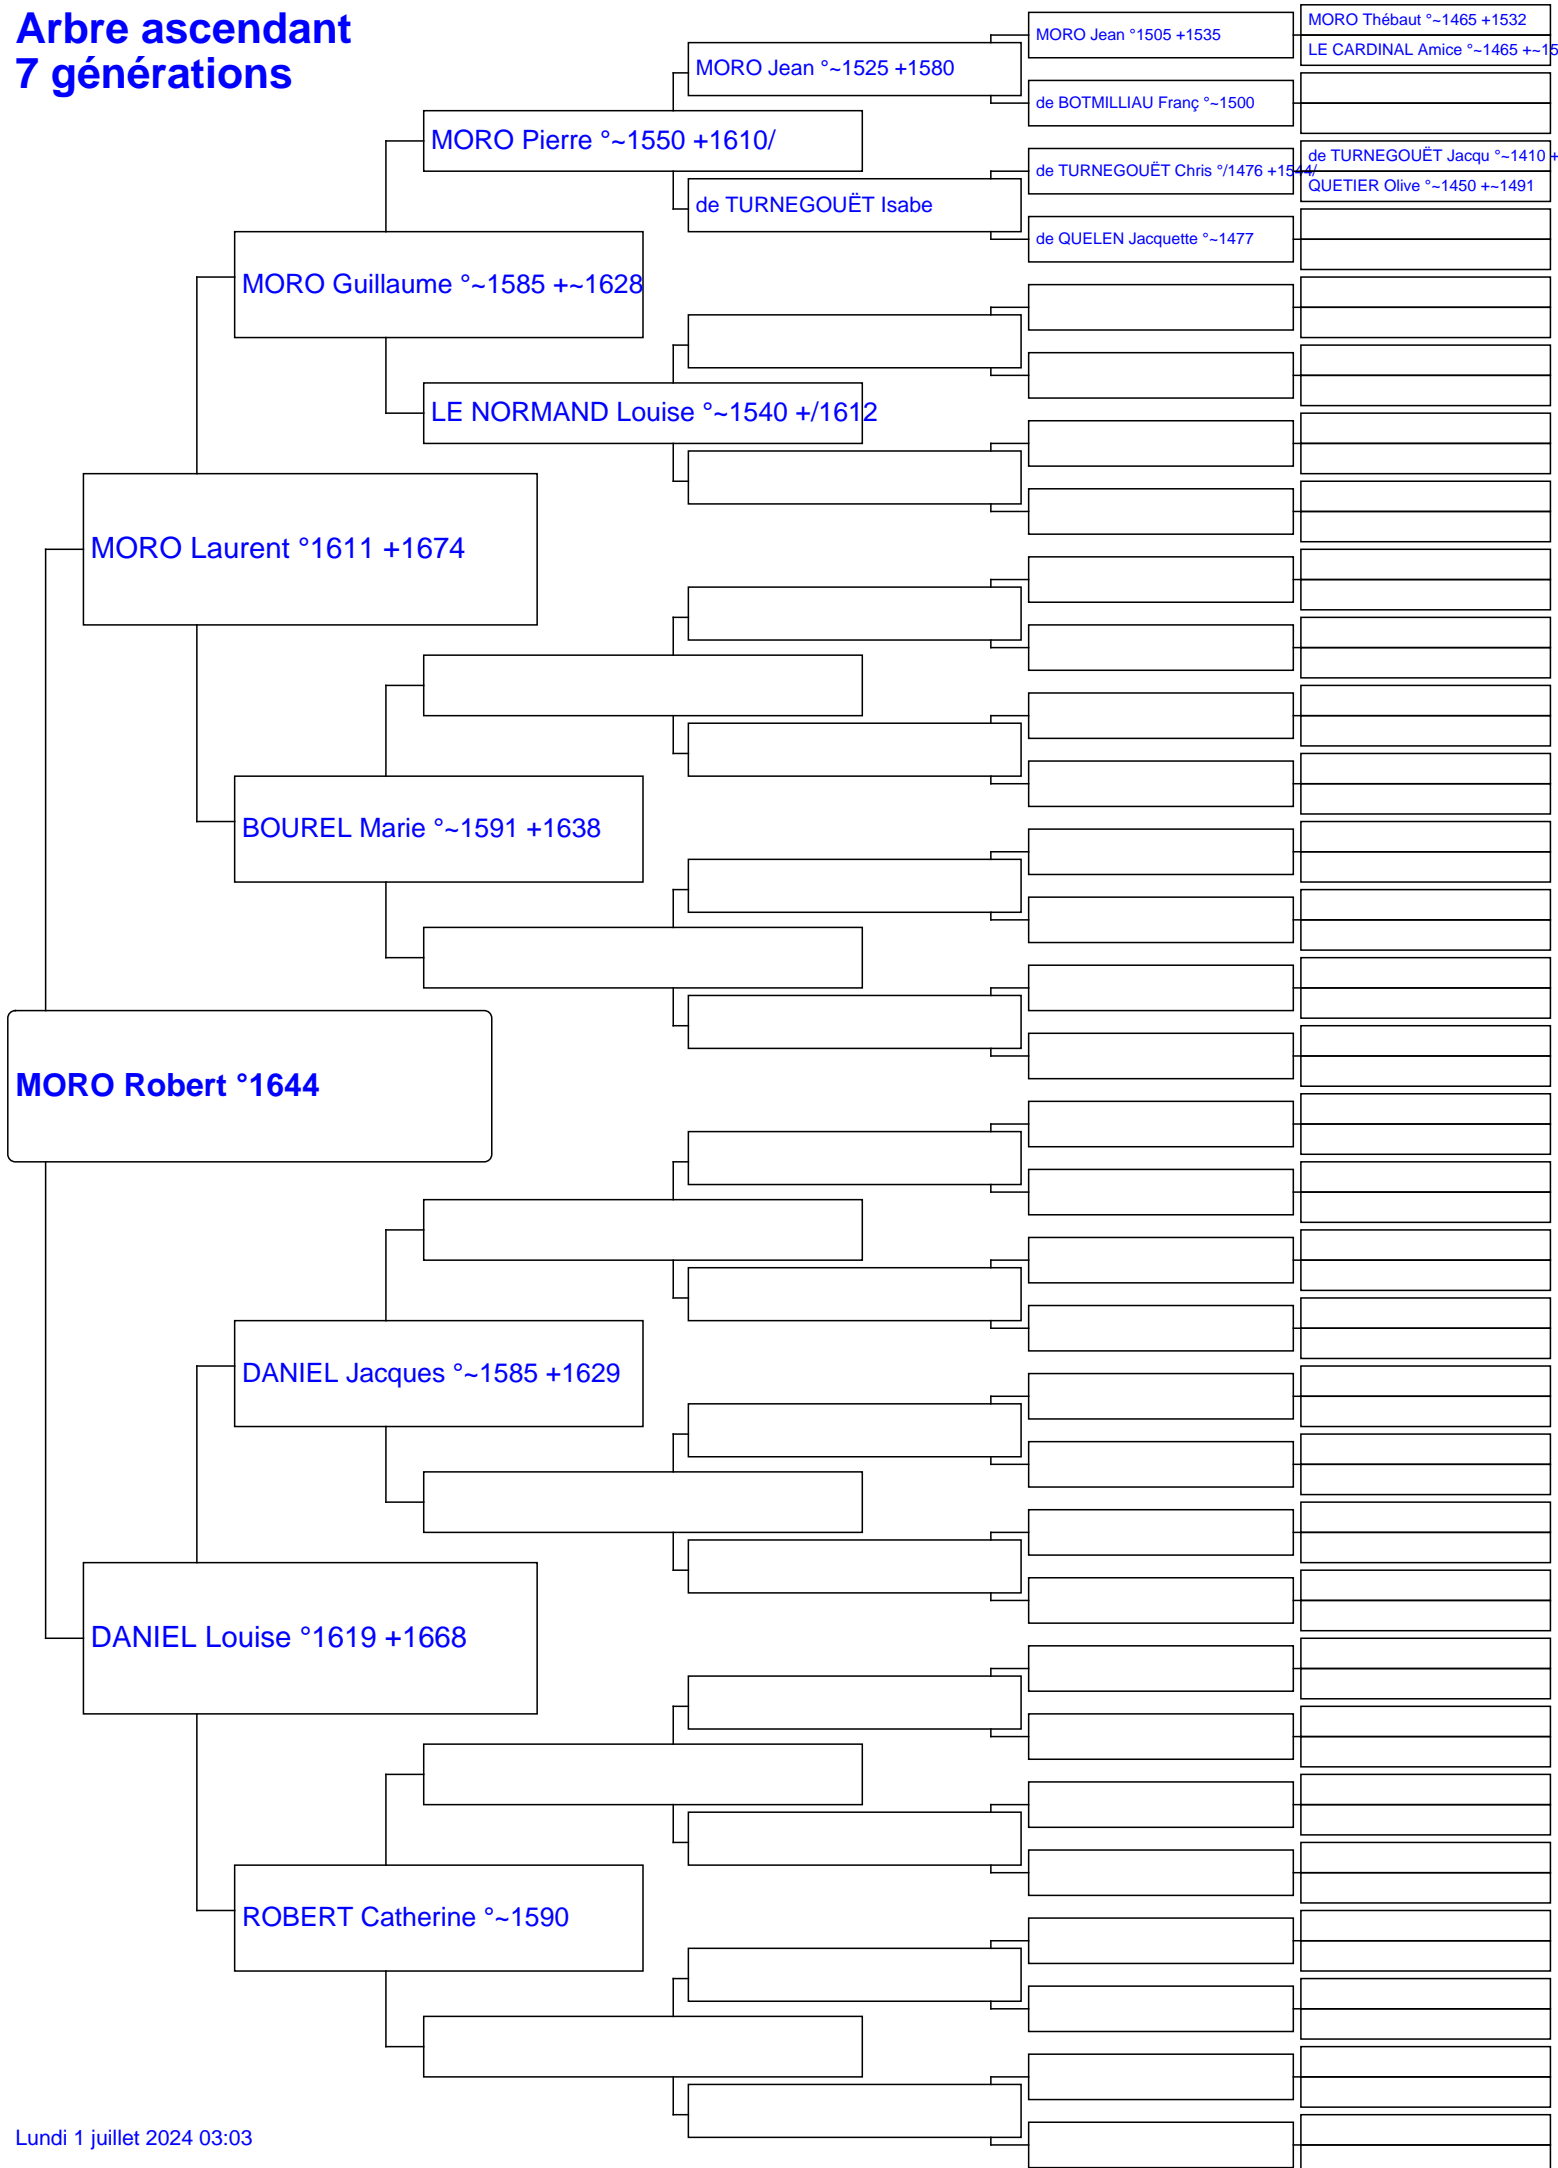 Arbre ascendant
7 générations
MORO Thébaut °~1465 +1532
MORO Jean °1505 +1535
LE CARDINAL Amice °~1465 +~15
MORO Jean °~1525 +1580
de BOTMILLIAU Franç °~1500
MORO Pierre °~1550 +1610/
de TURNEGOUËT Jacqu °~1410 +
de TURNEGOUËT Chris °/1476 +1544/
QUETIER Olive °~1450 +~1491
de TURNEGOUËT Isabe
de QUELEN Jacquette °~1477
MORO Guillaume °~1585 +~1628
LE NORMAND Louise °~1540 +/1612
MORO Laurent °1611 +1674
BOUREL Marie °~1591 +1638
MORO Robert °1644
DANIEL Jacques °~1585 +1629
DANIEL Louise °1619 +1668
ROBERT Catherine °~1590
Lundi 1 juillet 2024 03:03